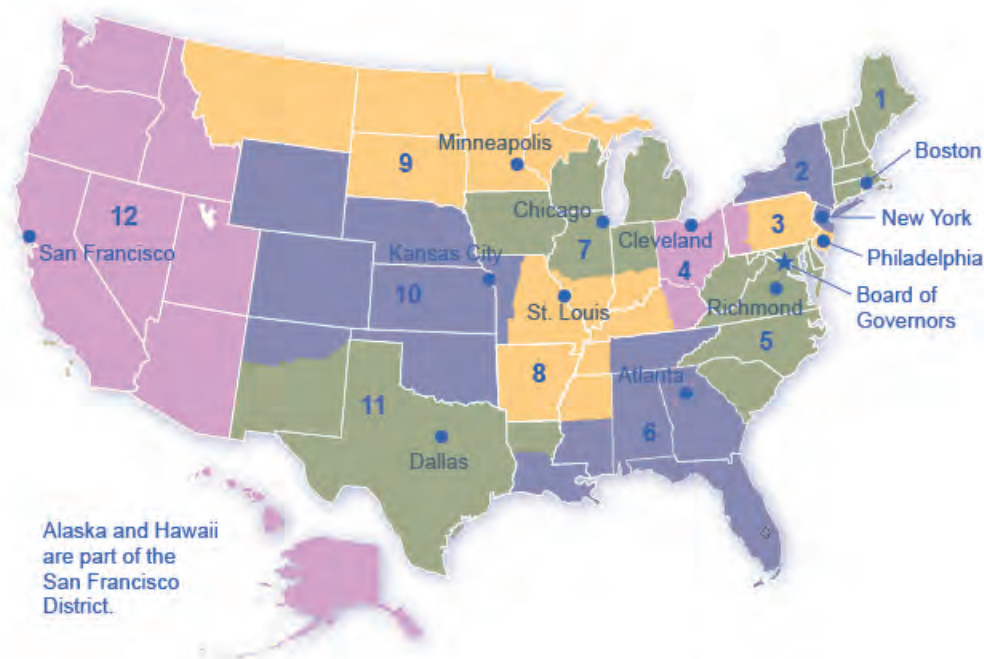 1
Boston
2
Minneapolis
9
New York
Chicago
12
3
San Francisco
Cleveland
7
Kansas City
4
Philadelphia
10
Board of
Governors
St. Louis
Richmond
5
8
Atlanta
11
6
Dallas
Alaska and Hawaii
are part of the
San Francisco
District.